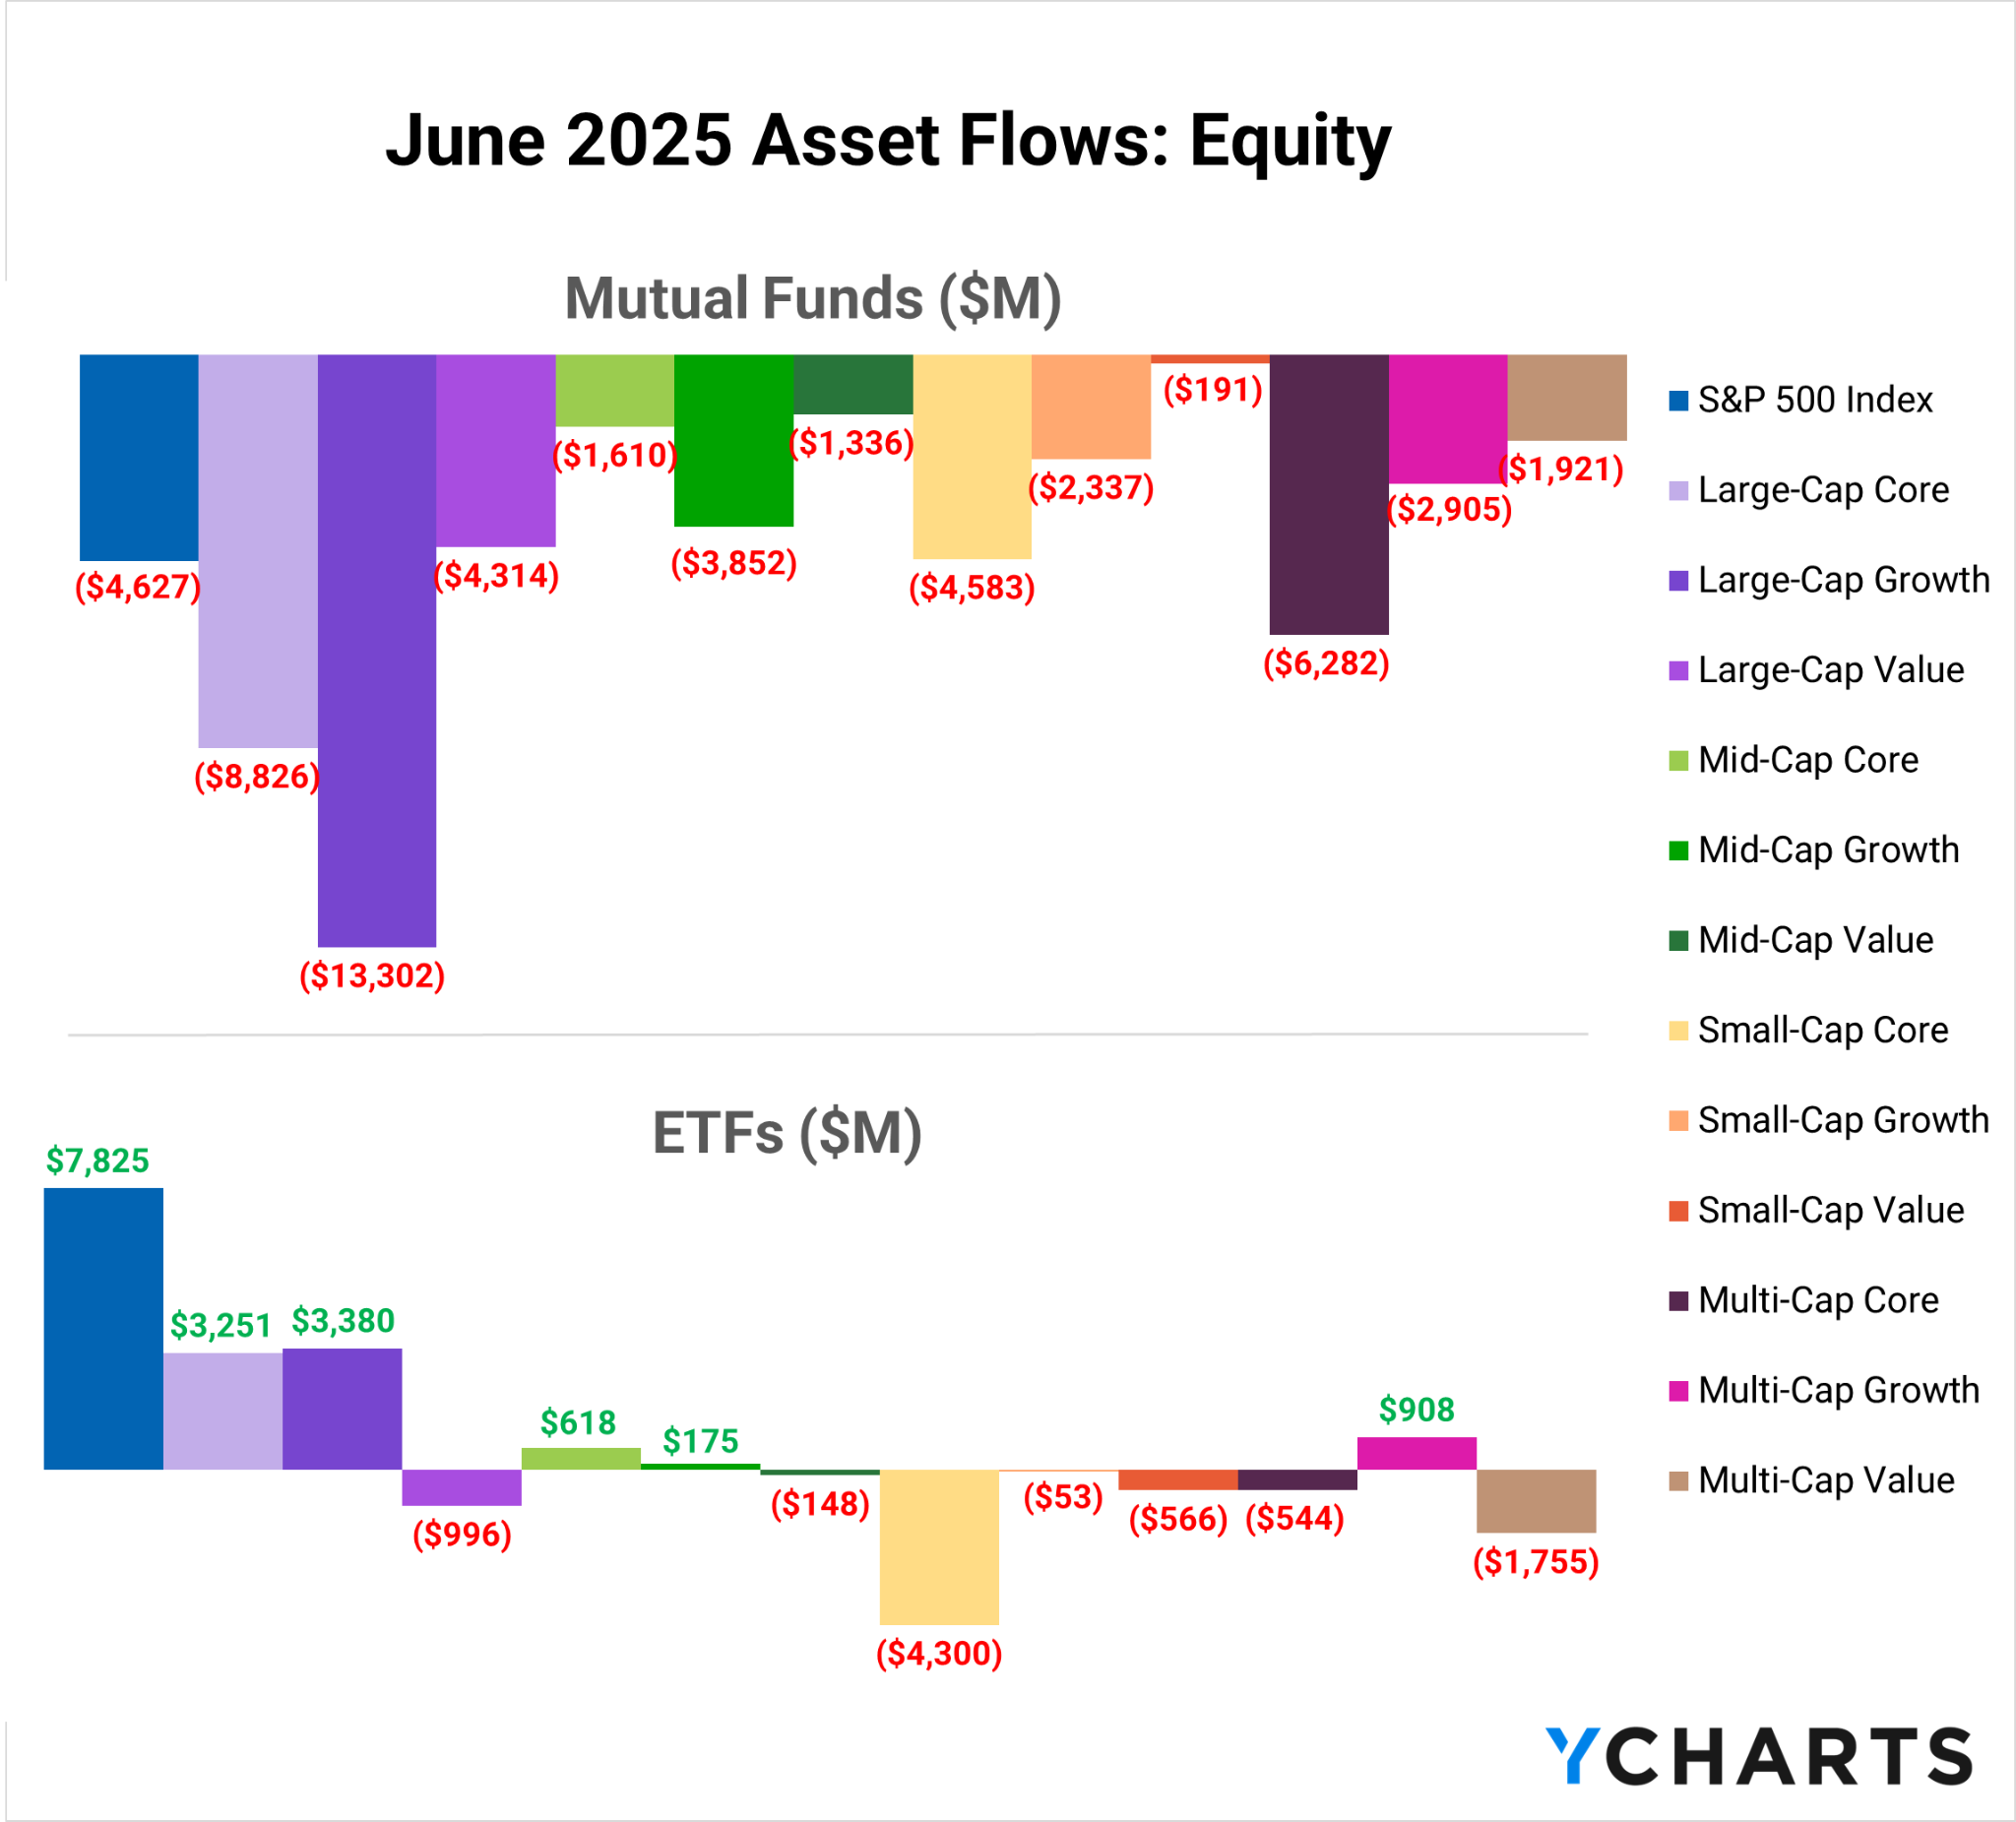 June 2025 Asset Flows: Equity
Mutual Funds ($M)
($4,627)
($8,826)
($13,302)
($4,314)
($1,610)
($3,852)
($1,336)
($4,583)
($2,337)
($191)
($6,282)
($2,905)
($1,921)
ETFs ($M)
$7,825
$3,251
$3,380
($996)
$618
$175
($148)
($4,300)
($53)
($566)
($544)
$908
($1,755)
S&P 500 Index
Large-Cap Core
Large-Cap Growth
Large-Cap Value
Mid-Cap Core
Mid-Cap Growth
Mid-Cap Value
Small-Cap Core
Small-Cap Growth
Small-Cap Value
Multi-Cap Core
Multi-Cap Growth
Multi-Cap Value
YCHARTS